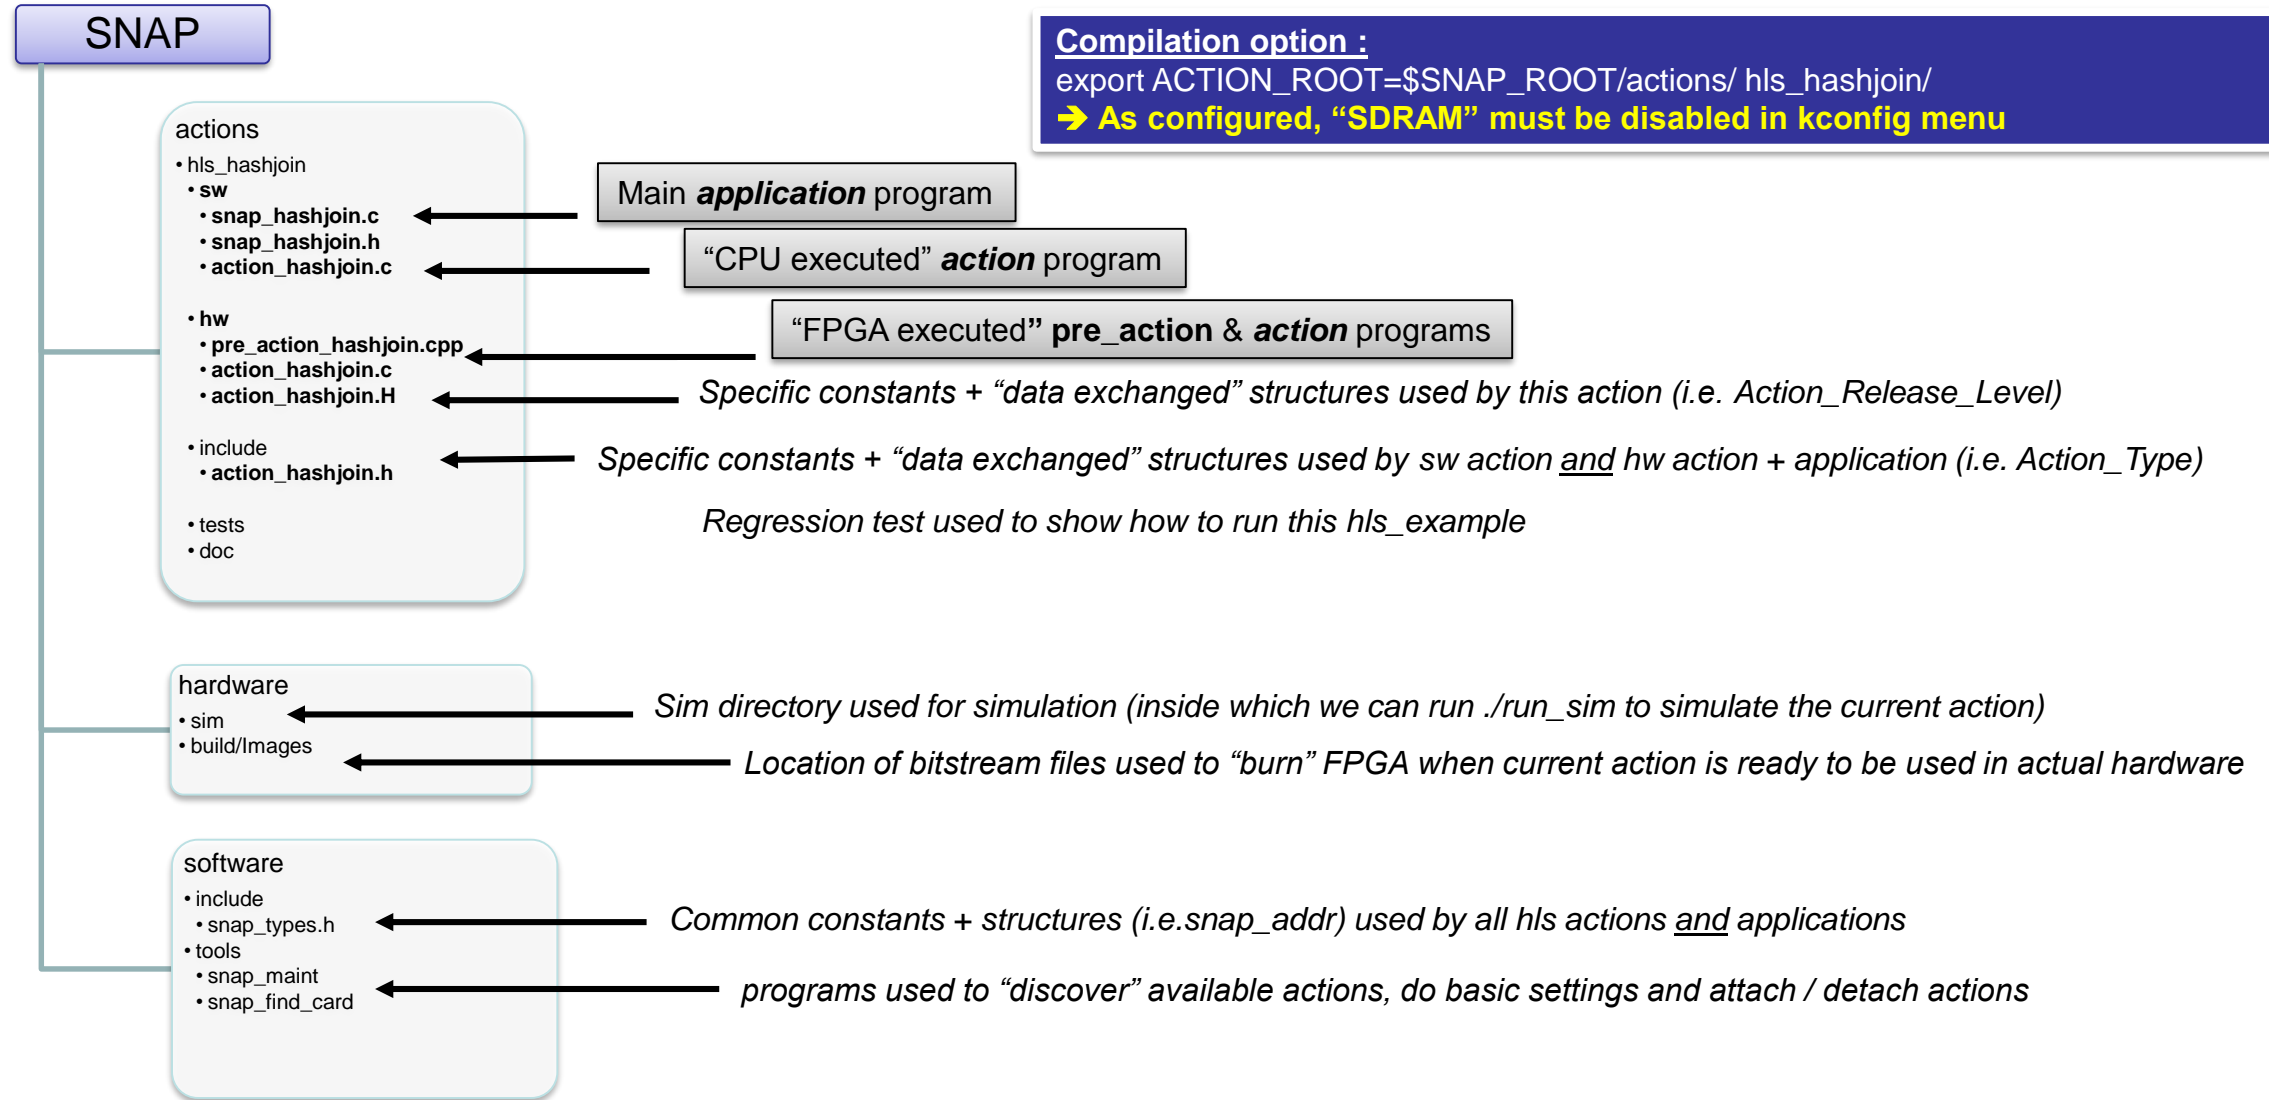 SNAP
Compilation option :
export ACTION_ROOT=$SNAP_ROOT/actions/ hls_hashjoin/
➔ As configured, “SDRAM” must be disabled in kconfig menu
actions
• hls_hashjoin
• sw
• snap_hashjoin.c
• snap_hashjoin.h
• action_hashjoin.c
• hw
• pre_action_hashjoin.cpp
• action_hashjoin.c
• action_hashjoin.H
• include
• action_hashjoin.h
• tests
• doc
Main application program
“CPU executed” action program
“FPGA executed” pre_action & action programs
Specific constants + “data exchanged” structures used by this action (i.e. Action_Release_Level)
Specific constants + “data exchanged” structures used by sw action and hw action + application (i.e. Action_Type)
Regression test used to show how to run this hls_example
hardware
• sim
• build/Images
Sim directory used for simulation (inside which we can run ./run_sim to simulate the current action)
Location of bitstream files used to “burn” FPGA when current action is ready to be used in actual hardware
software
• include
• snap_types.h
• tools
• snap_maint
• snap_find_card
Common constants + structures (i.e.snap_addr) used by all hls actions and applications
programs used to “discover” available actions, do basic settings and attach / detach actions